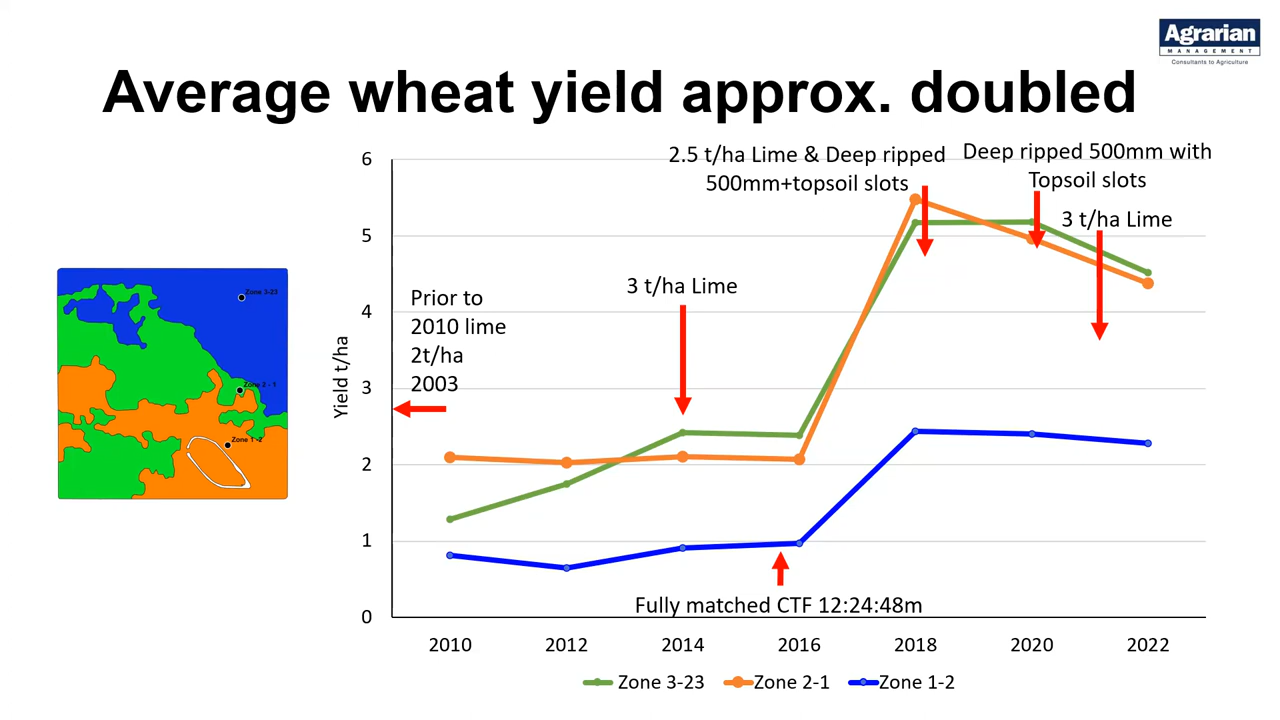 Agrarian
MANAGEMENT
Consultants to Agriculture
Average wheat yield approx. doubled
2.5 t/ha Lime & Deep ripped
500mm+topsoil slots
Deep ripped 500mm with
Topsoil slots
3 t/ha Lime
3 t/ha Lime
Prior to
2010 lime
2t/ha
2003
Fully matched CTF 12:24:48m
Yield t/ha
6
5
4
3
2
1
0
2010 2012 2014 2016 2018 2020 2022
Zone 3-23 Zone 2-1 Zone 1-2
Zone 3-23
Zone 2 - 1
Zone 1 -2